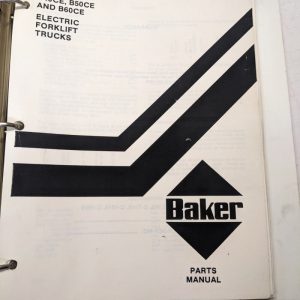 B50CE
AND B60CE
ELECTRIC
FORKLIFT
TRUCKS
Baker
PARTS
MANUAL